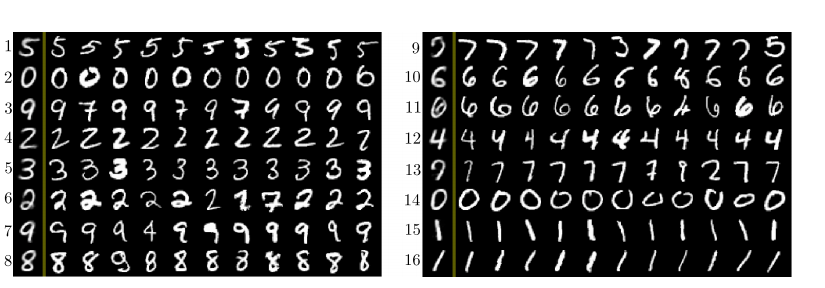 1 5 5 5 5 5 5 5 5 5 5 5 5
2 0 0 0 0 0 0 0 0 0 0 0 6
3 9 9 7 9 9 7 9 7 9 9 9 9
4 2 2 2 2 2 2 2 2 2 2 2 2
5 3 3 3 3 3 3 3 3 3 3 3 3
6 2 2 2 2 2 2 2 1 7 2 2 2
7 9 9 9 9 4 9 9 9 9 9 9 9
8 8 8 8 9 8 8 8 8 8 8 8 8
9 7 7 7 7 7 3 7 7 7 7 5
10 6 6 6 6 6 6 6 6 8 6 6 6
11 6 6 6 6 6 6 6 6 6 6
12 4 4 4 4 4 4 4 4 4 4 4 4
13 7 7 7 7 7 7 7 9 2 7 7
14 0 0 0 0 0 0 0 0 0 0 0 0
15 1 1 1 1 1 1 1 1 1 1 1 1
16 1 1 1 1 1 1 1 1 1 1 1 1